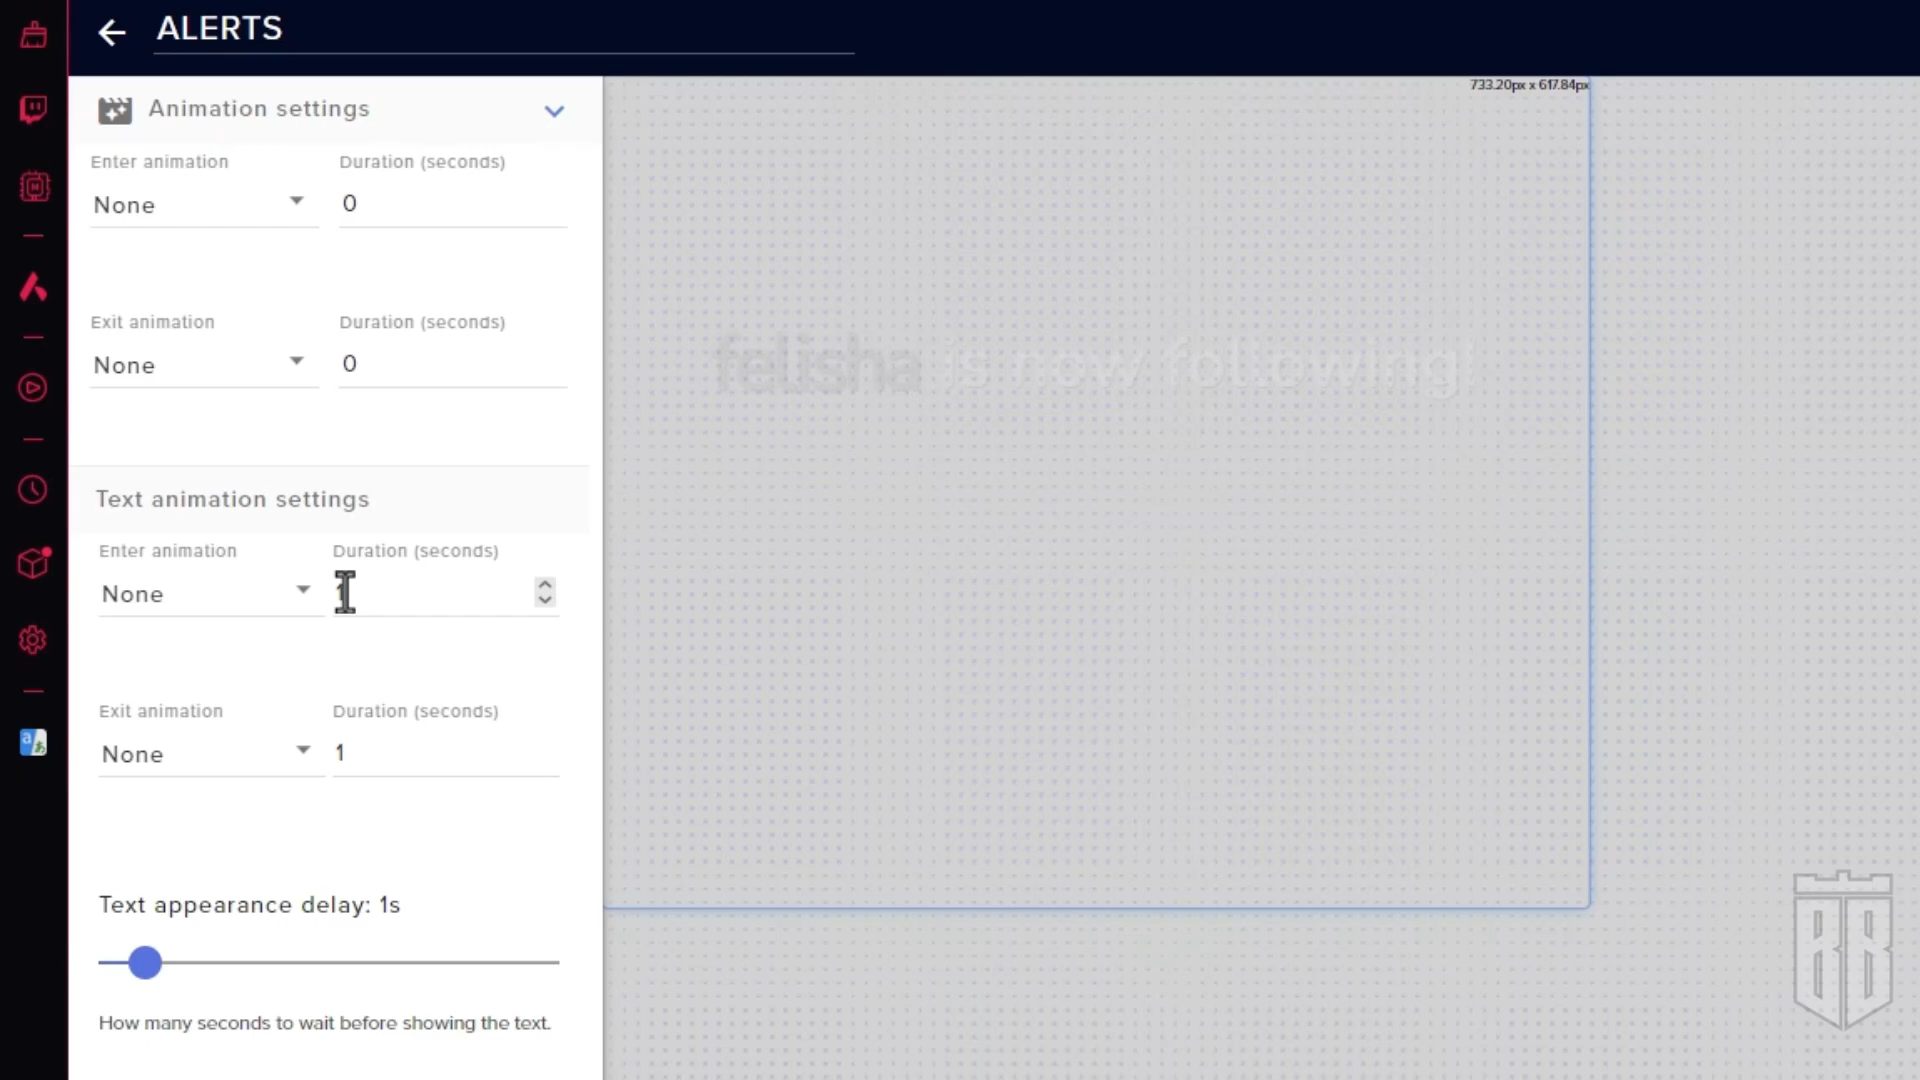 ALERTS
733.20px x 617.84px
Animation settings
Enter animation
Duration (seconds)
None
0
Exit animation
Duration (seconds)
None
0
felisha is now following!
Text animation settings
Enter animation
Duration (seconds)
None
Exit animation
Duration (seconds)
None
1
Text appearance delay: 1s
How many seconds to wait before showing the text.